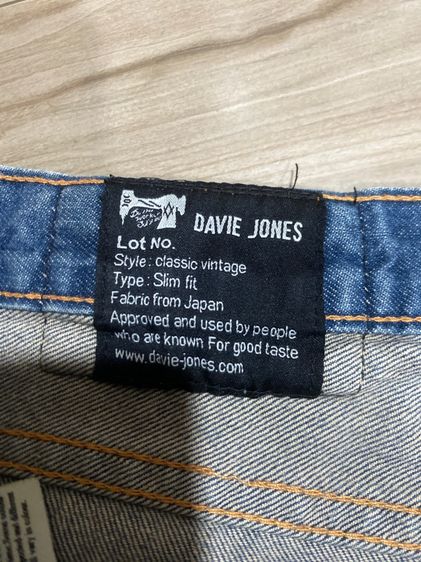 DAVIE JONES
Lot No.
Style : classic vintage
Type : Slim fit
Fabric from Japan
Approved and used by people
who are known For good taste
www.davie-jones.com